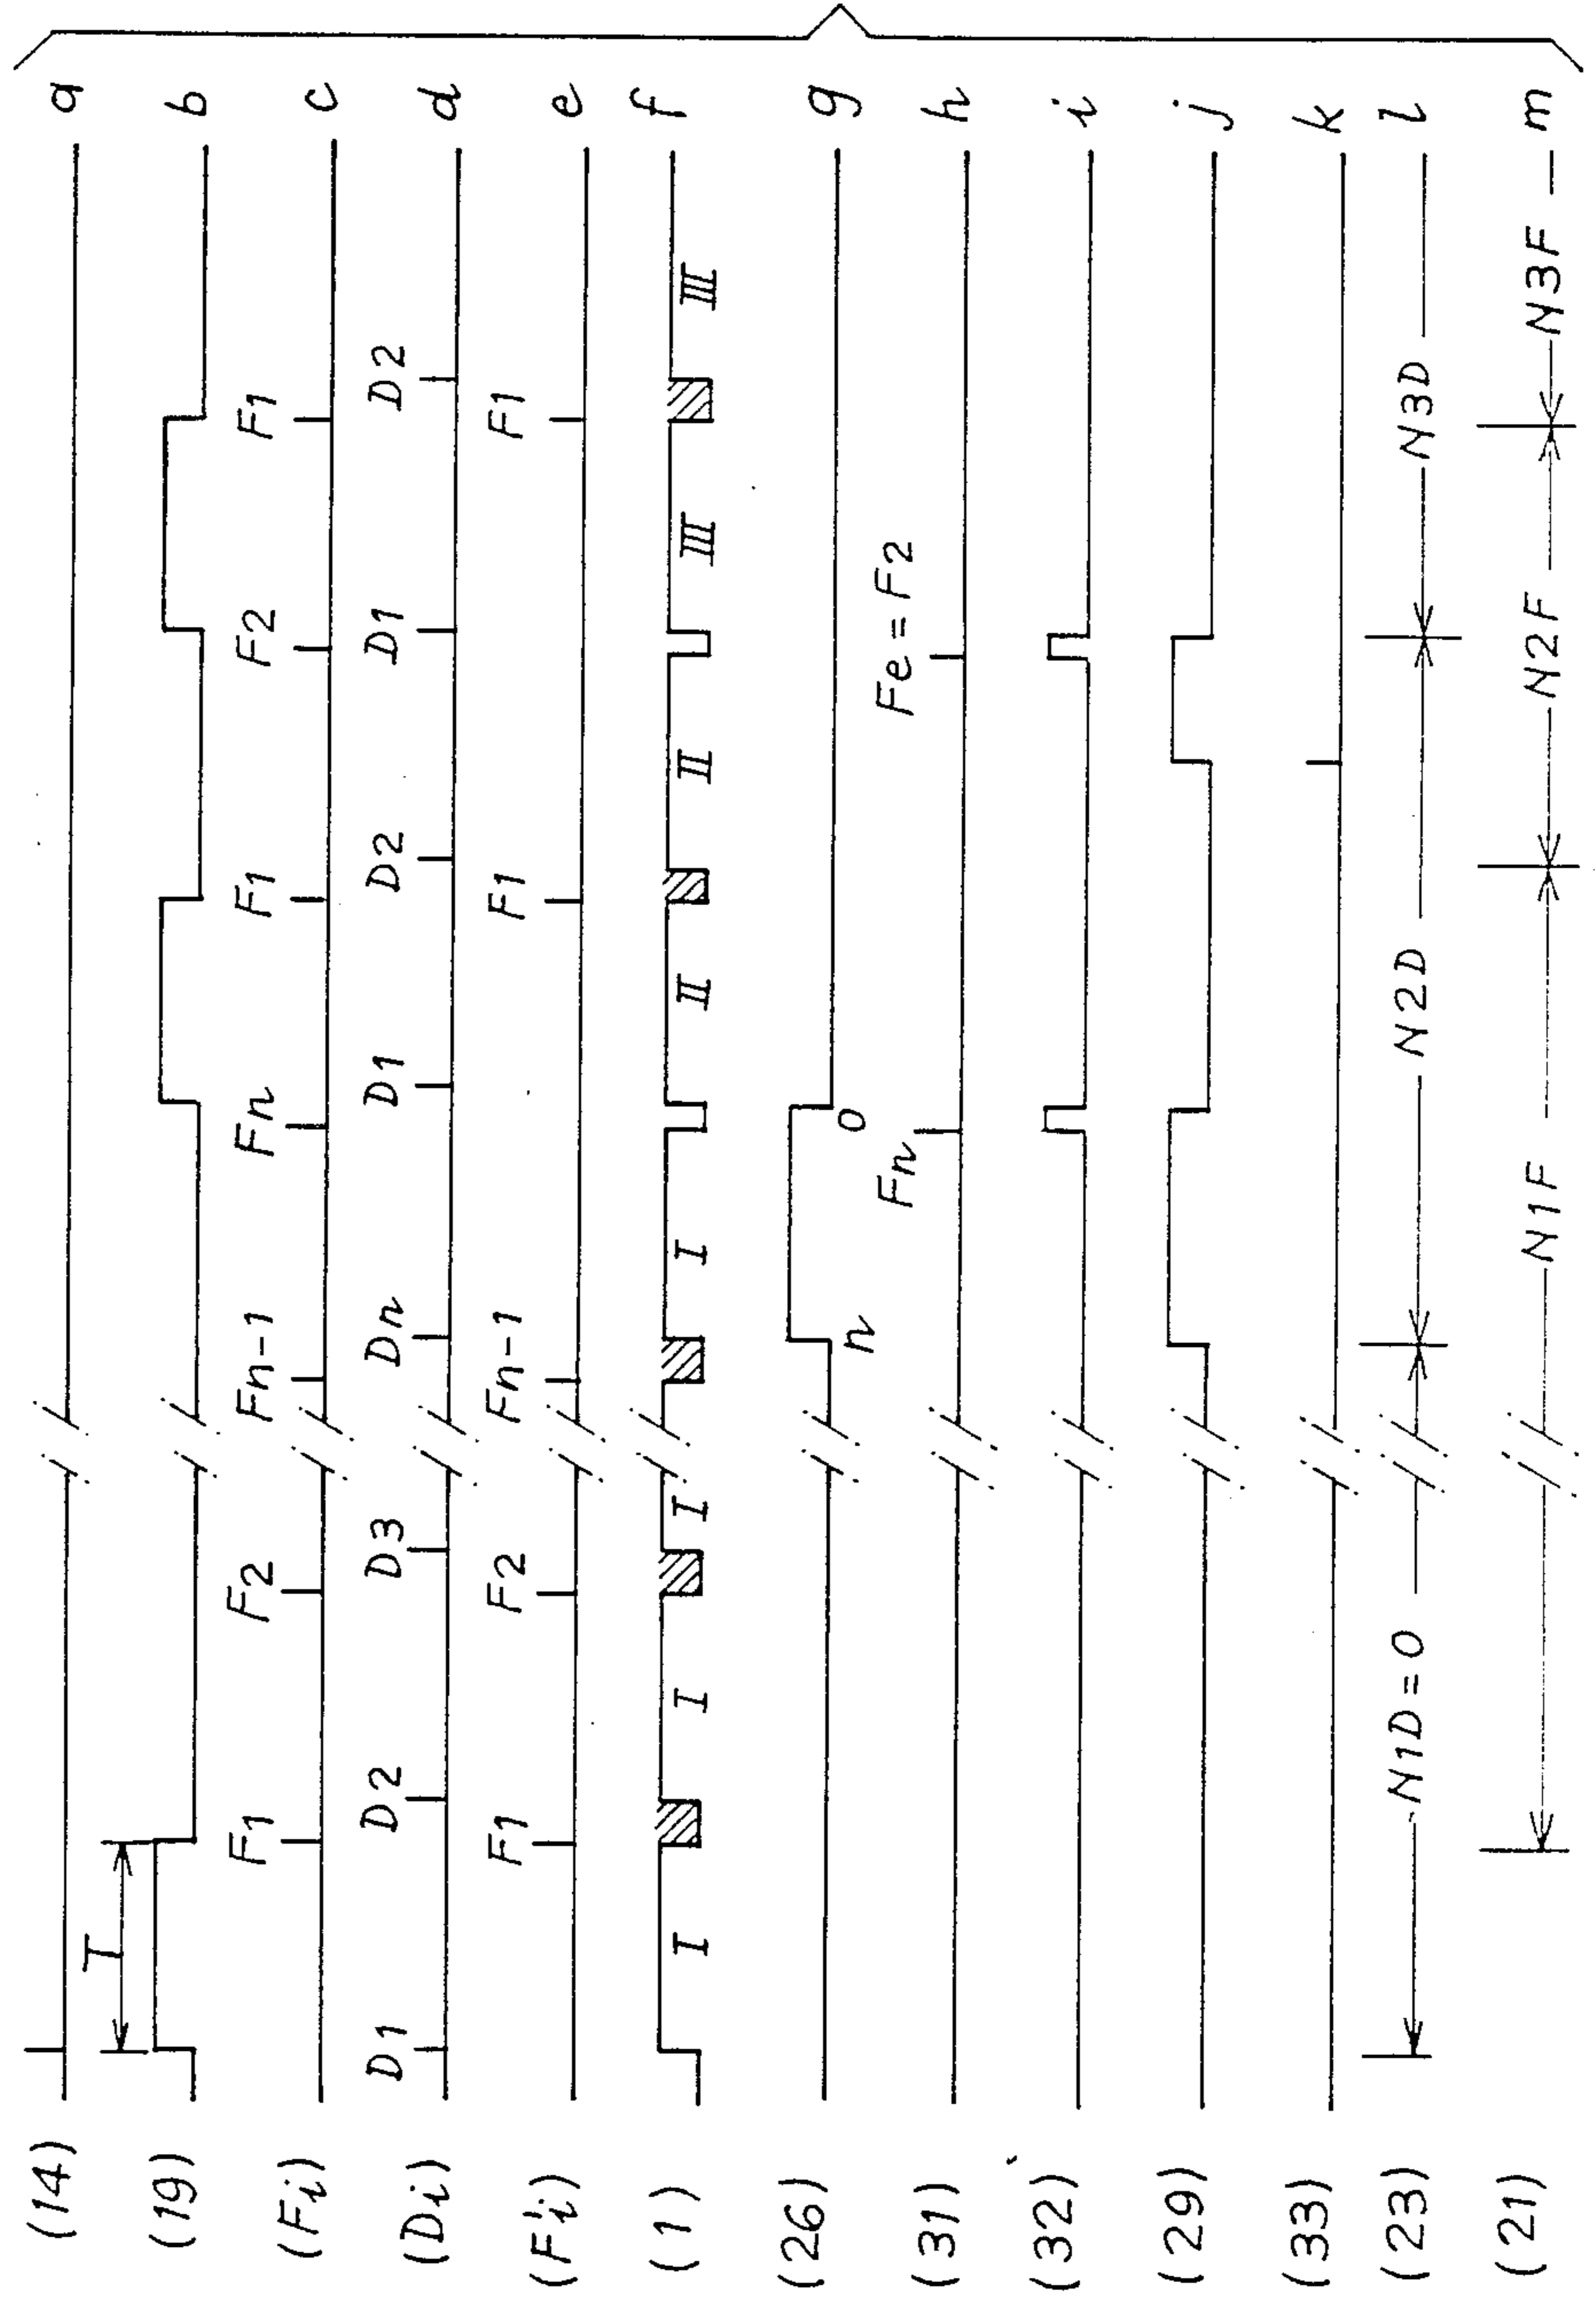 (14) a
(19) T b
(Fi) F1 F2 Fn-1 Fn F1 F2 F1 c
(Di) D1 D2 D3 Dn D1 D2 D1 D2 d
(F'i) F1 F2 Fn-1 F1 F1 e
(1) I I I I II II III III f
(26) n 0 g
(31) Fn Fe=F2 h
(32) i
(29) j
(33) k
(23) N1D=0 N2D N3D l
(21) N1F N2F N3F m